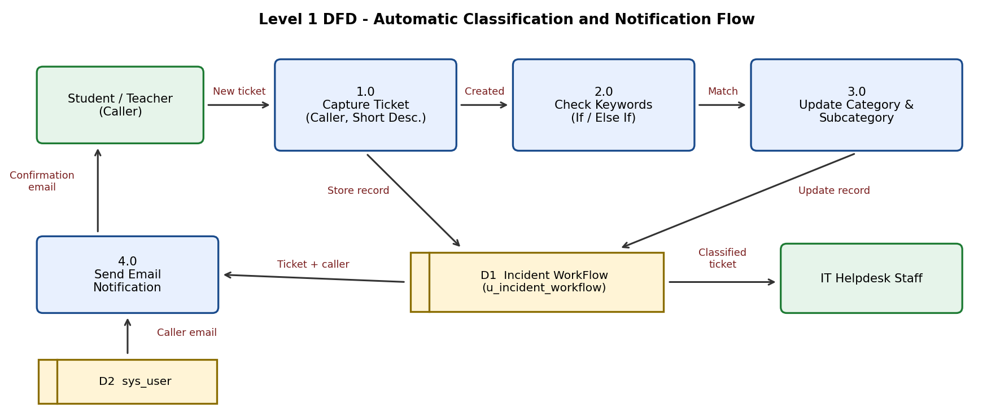 Level 1 DFD - Automatic Classification and Notification Flow
Student / Teacher
(Caller)
New ticket
1.0
Capture Ticket
(Caller, Short Desc.)
Created
2.0
Check Keywords
(If / Else If)
Match
3.0
Update Category &
Subcategory
Confirmation
email
Store record
Update record
4.0
Send Email
Notification
Ticket + caller
D1  Incident WorkFlow
(u_incident_workflow)
Classified
ticket
IT Helpdesk Staff
Caller email
D2  sys_user